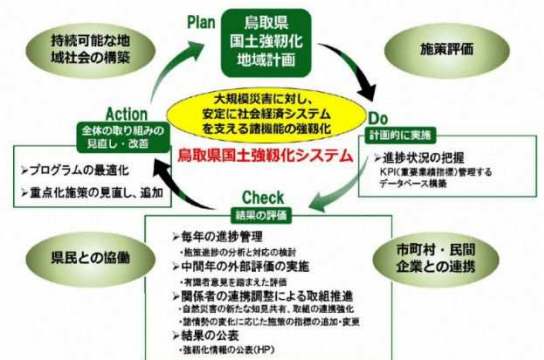 持続可能な地
域社会の構築
Plan
鳥取県
国土強靭化
地域計画
施策評価
大規模災害に対し、
安定に社会経済システム
を支える諸機能の強靭化
鳥取県国土強靭化システム
Action
全体の取り組みの
見直し・改善
➢プログラムの最適化
➢重点化施策の見直し、追加
Do
計画的に実施
➢進捗状況の把握
KPI(重要業績指標)管理する
データベース構築
Check
結果の評価
➢毎年の進捗管理
・施策進捗の分析と対応の検討
➢中間年の外部評価の実施
・有識者意見を踏まえた評価
➢関係者の連携調整による取組推進
・自然災害の新たな知見共有、取組の連携強化
・諸情勢の変化に応じた施策の指標の追加・変更
➢結果の公表
・強靭化情報の公表(HP)
県民との協働
市町村・民間
企業との連携